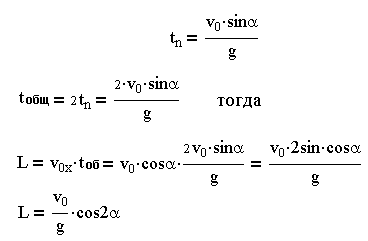 tп = v₀·sinα / g
tобщ = 2tп = 2·v₀·sinα / g тогда
L = v₀ₓ·tоб = v₀·cosα· 2v₀·sinα / g = v₀·2sin·cosα / g
L = v₀ / g ·cos2α